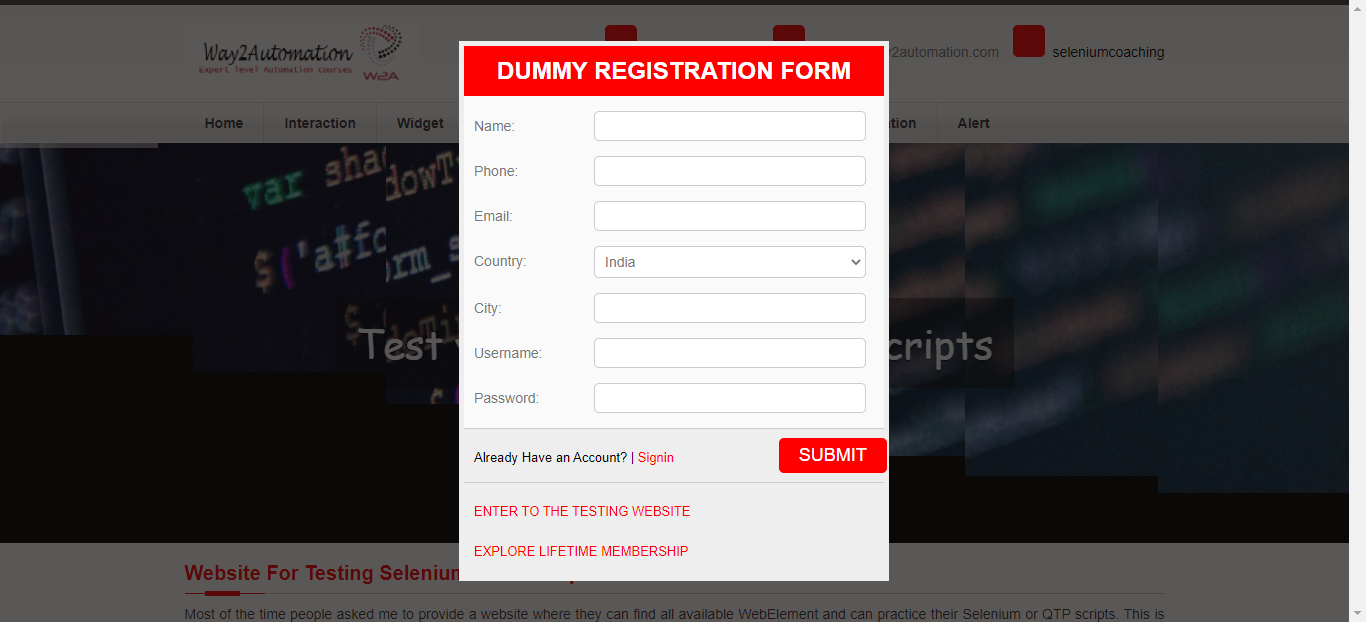 Way2Automation
Expert level Automation courses
W2A
2automation.com
seleniumcoaching
Home
Interaction
Widget
Alert
DUMMY REGISTRATION FORM
Name:
Phone:
Email:
Country:
India
City:
Username:
Password:
Already Have an Account? | Signin
SUBMIT
ENTER TO THE TESTING WEBSITE
EXPLORE LIFETIME MEMBERSHIP
var
Test
cripts
Website For Testing
Most of the time people asked me to provide a website where they can find all available WebElement and can practice their Selenium or QTP scripts. This is